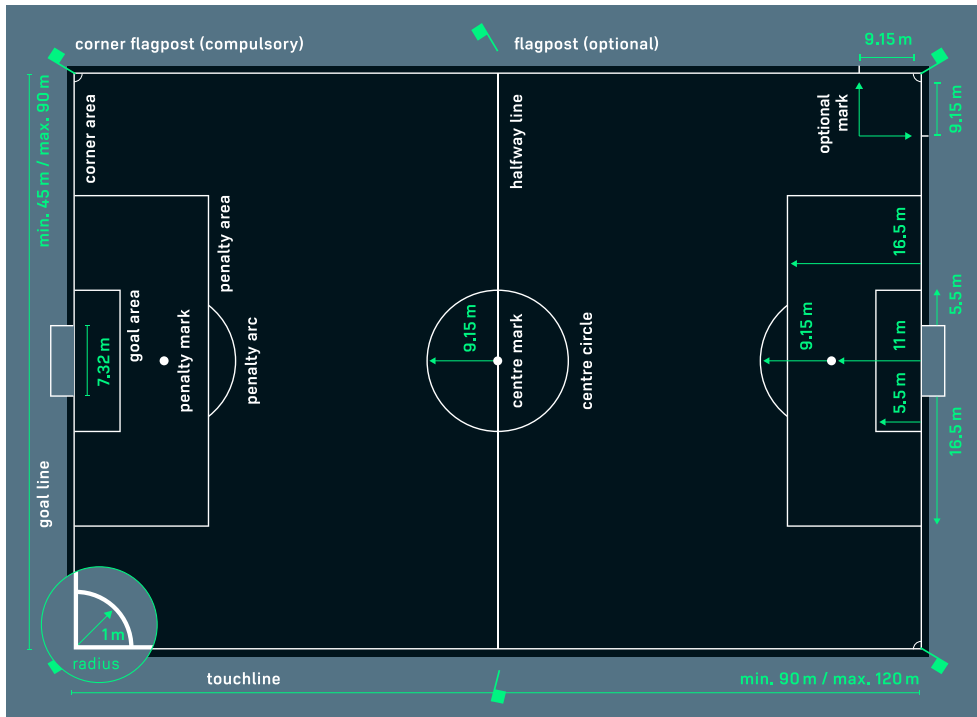 corner flagpost (compulsory)
flagpost (optional)
9.15 m
min. 45 m / max. 90 m
corner area
halfway line
optional
mark
9.15 m
penalty area
16.5 m
5.5 m
7.32 m
goal area
penalty mark
penalty arc
9.15 m
centre mark
centre circle
9.15 m
11 m
5.5 m
16.5 m
goal line
1 m
radius
touchline
min. 90 m / max. 120 m